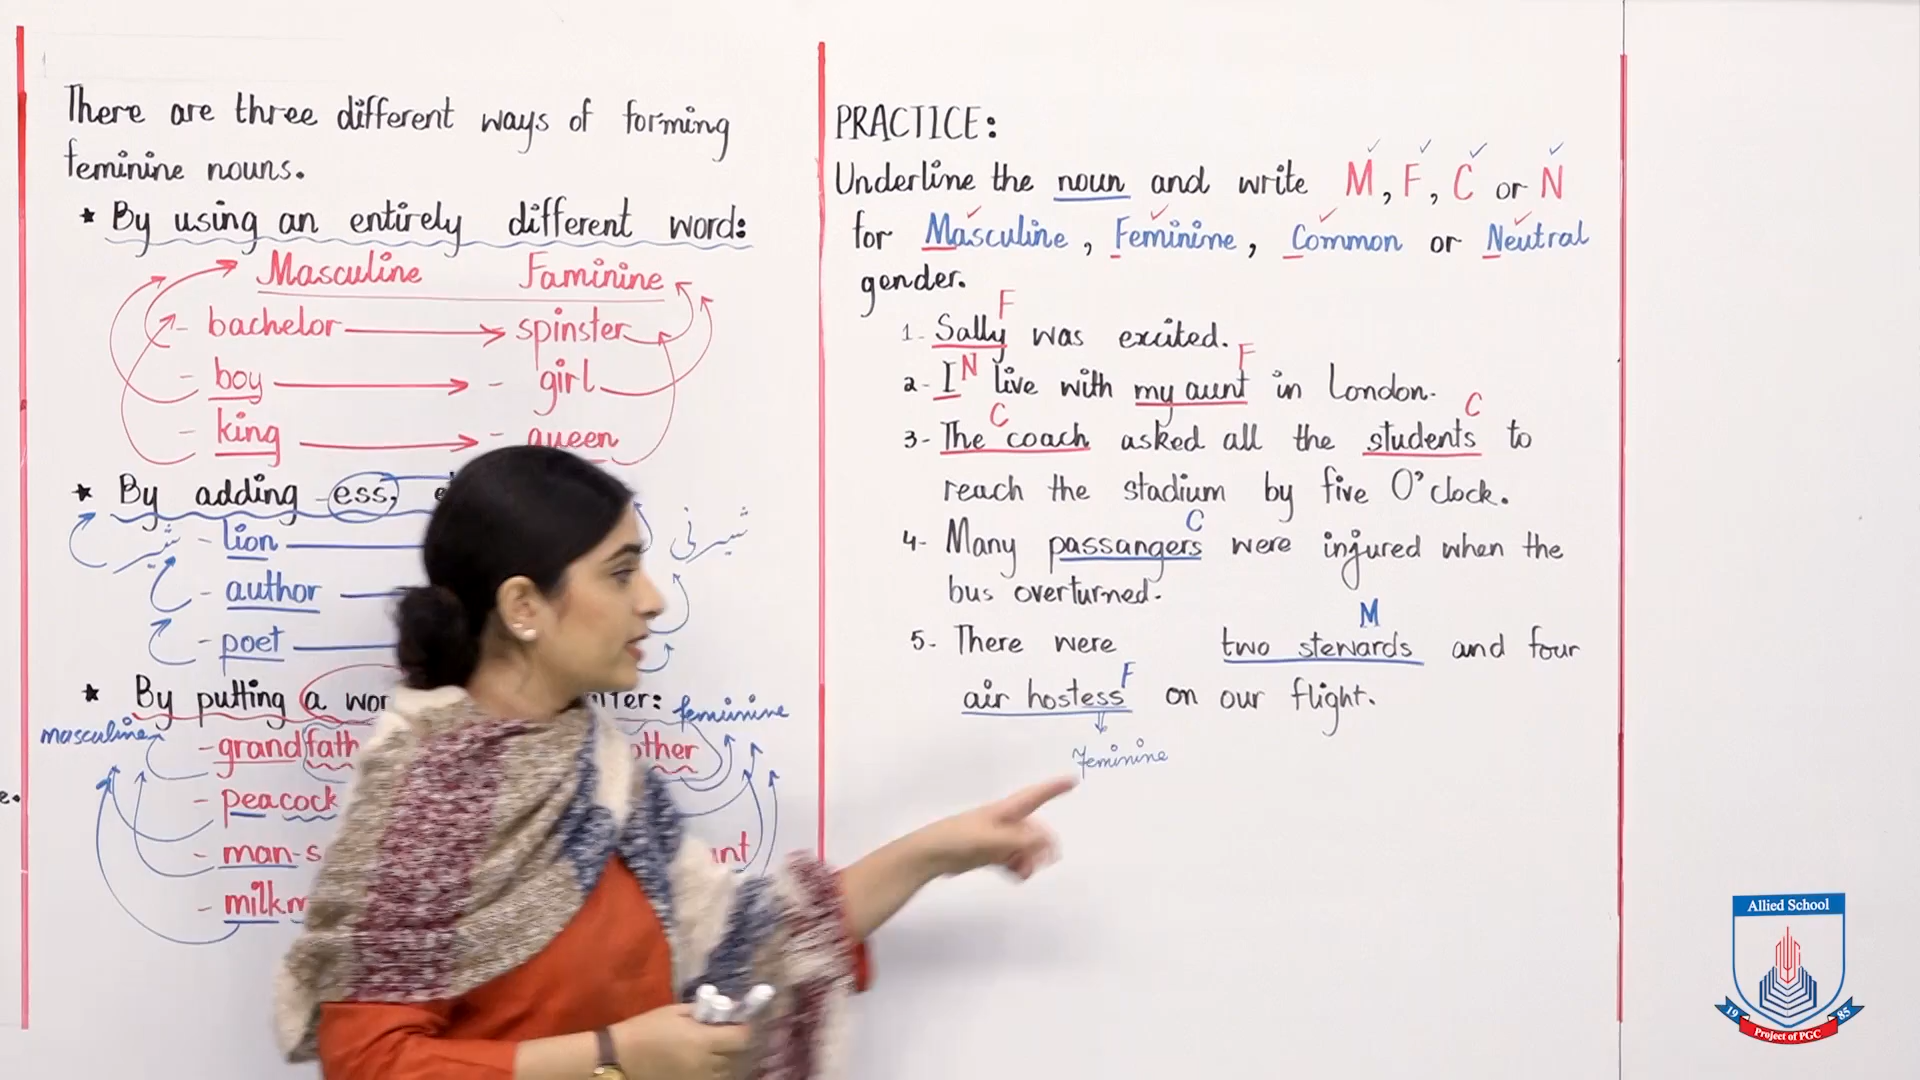 There are three different ways of forming
feminine nouns.
★ By using an entirely different word:
Masculine Faminine
- bachelor spinster
- boy - girl
- king - queen
★ By adding -ess,
شیر - lion شیرنی
- author
- poet
★ By putting a
masculine feminine
- grandfath other
- peacock
- man-s ant
- milkm
e.
PRACTICE:
Underline the noun and write M, F, C or N
for Masculine, Feminine, Common or Neutral
gender.
F
1- Sally was excited.
N F
2- I live with my aunt in London.
C C
3- The coach asked all the students to
reach the stadium by five O'clock.
C
4- Many passangers were injured when the
bus overturned.
M
5- There were two stewards and four
F
air hostess on our flight.
Feminine
Allied School
19 85
Project of PGC